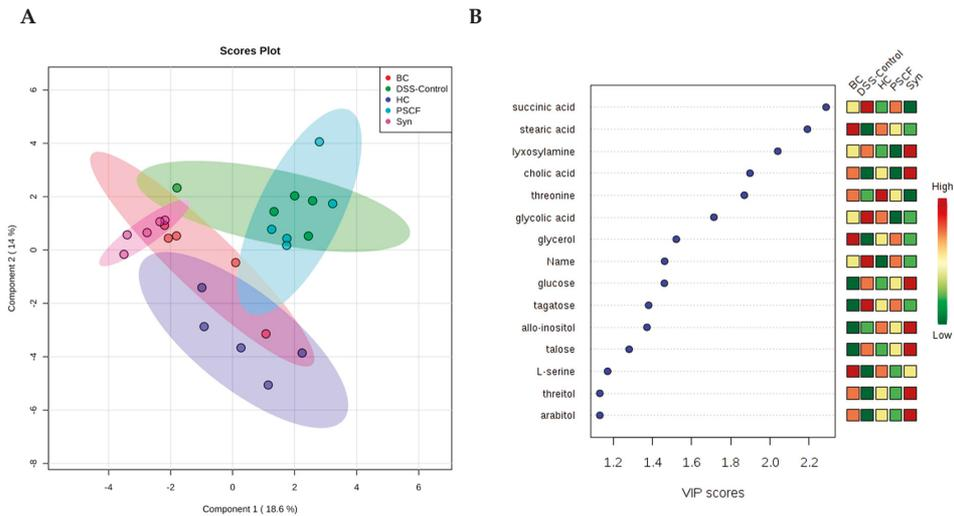 A
B
Scores Plot
BC
DSS-Control
HC
PSCF
Syn
6
4
2
0
-2
-4
-6
-8
Component 2 ( 14 %)
-4
-2
0
2
4
6
Component 1 ( 18.6 %)
BC
DSS-Control
HC
PSCF
Syn
succinic acid
stearic acid
lyxosylamine
cholic acid
threonine
glycolic acid
glycerol
Name
glucose
tagatose
allo-inositol
talose
L-serine
threitol
arabitol
High
Low
1.2
1.4
1.6
1.8
2.0
2.2
VIP scores